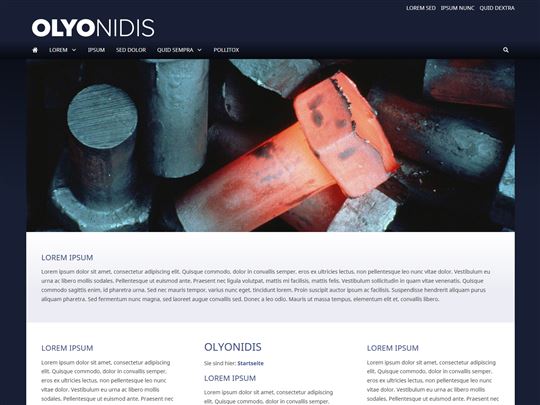 LOREM SED IPSUM NUNC QUID DEXTRA
OLYONIDIS
LOREM IPSUM SED DOLOR QUID SEMPRA POLLITOX
LOREM IPSUM
Lorem ipsum dolor sit amet, consectetur adipiscing elit. Quisque commodo, dolor in convallis semper, eros ex ultricies lectus, non pellentesque leo nunc vitae dolor. Vestibulum eu
urna ac libero mollis sodales. Pellentesque ut euismod ante. Praesent nec ligula volutpat, mattis mi facilisis, mattis felis. Vestibulum sollicitudin in quam vitae venenatis. Quisque
commodo sagittis enim, id pharetra urna. Sed nec mauris tempor, varius nunc eget, tincidunt lorem. Proin suscipit auctor ipsum ac facilisis. Suspendisse hendrerit aliquam purus
aliquam pharetra. Sed fermentum nunc magna, sed laoreet augue convallis sed. Donec a leo odio. Mauris ut massa tempus, elementum elit et, convallis libero.
LOREM IPSUM
Lorem ipsum dolor sit amet,
consectetur adipiscing elit. Quisque
commodo, dolor in convallis semper,
eros ex ultricies lectus, non
pellentesque leo nunc vitae dolor.
Vestibulum eu urna ac libero mollis
sodales. Pellentesque ut euismod
ante. Praesent nec
OLYONIDIS
Sie sind hier: Startseite
LOREM IPSUM
Lorem ipsum dolor sit amet, consectetur
adipiscing elit. Quisque commodo, dolor in
LOREM IPSUM
Lorem ipsum dolor sit amet,
consectetur adipiscing elit. Quisque
commodo, dolor in convallis semper,
eros ex ultricies lectus, non
pellentesque leo nunc vitae dolor.
Vestibulum eu urna ac libero mollis
sodales. Pellentesque ut euismod
ante. Praesent nec